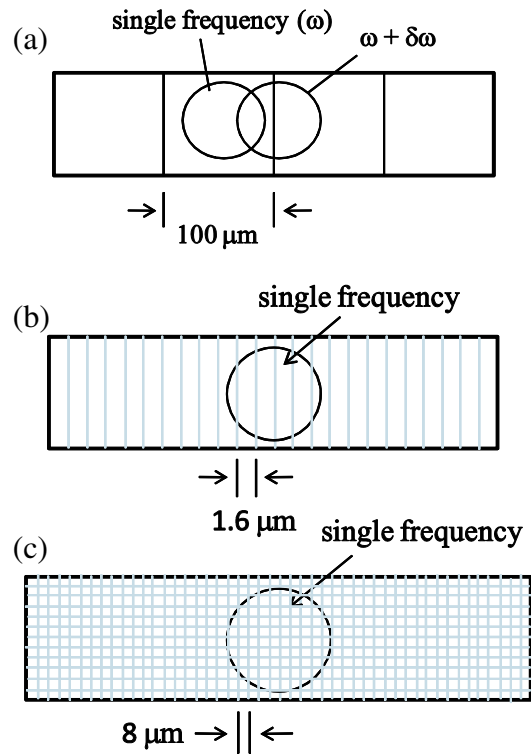 (a)
single frequency (ω)
ω + δω
100 μm
(b)
single frequency
1.6 μm
(c)
single frequency
8 μm